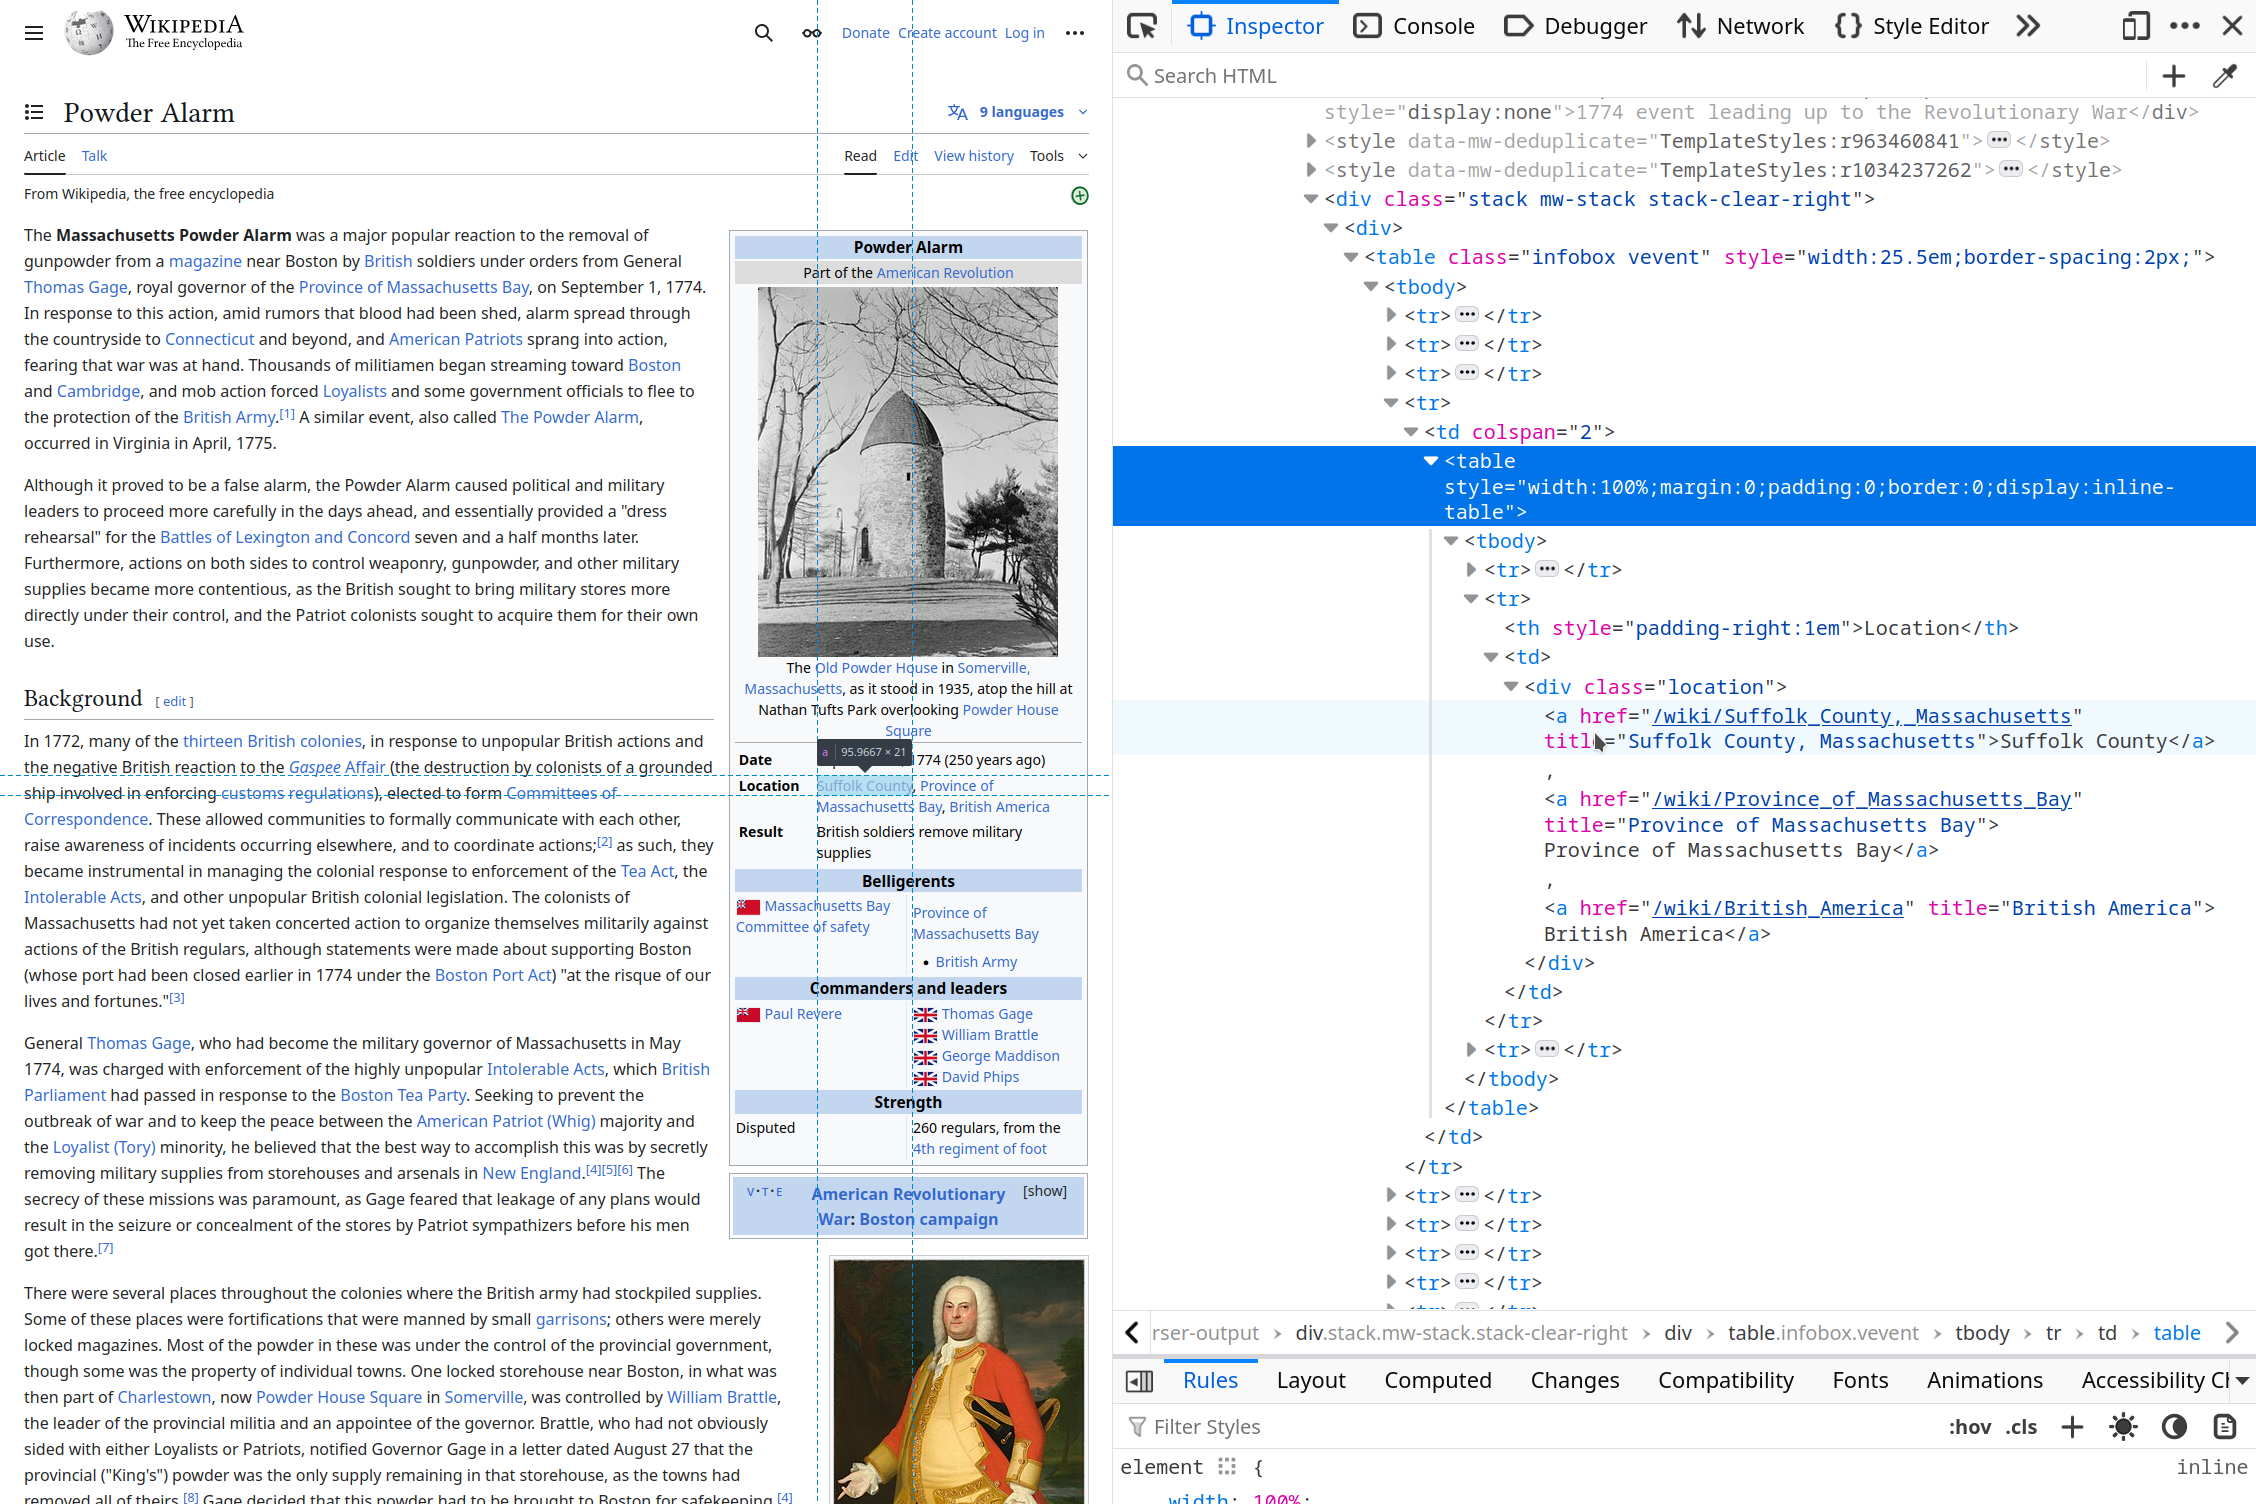 WIKIPEDIA
The Free Encyclopedia
Donate Create account Log in
Powder Alarm
9 languages
Article Talk
Read Edit View history Tools
From Wikipedia, the free encyclopedia
The Massachusetts Powder Alarm was a major popular reaction to the removal of
gunpowder from a magazine near Boston by British soldiers under orders from General
Thomas Gage, royal governor of the Province of Massachusetts Bay, on September 1, 1774.
In response to this action, amid rumors that blood had been shed, alarm spread through
the countryside to Connecticut and beyond, and American Patriots sprang into action,
fearing that war was at hand. Thousands of militiamen began streaming toward Boston
and Cambridge, and mob action forced Loyalists and some government officials to flee to
the protection of the British Army.[1] A similar event, also called The Powder Alarm,
occurred in Virginia in April, 1775.
Although it proved to be a false alarm, the Powder Alarm caused political and military
leaders to proceed more carefully in the days ahead, and essentially provided a "dress
rehearsal" for the Battles of Lexington and Concord seven and a half months later.
Furthermore, actions on both sides to control weaponry, gunpowder, and other military
supplies became more contentious, as the British sought to bring military stores more
directly under their control, and the Patriot colonists sought to acquire them for their own
use.
Background [ edit ]
In 1772, many of the thirteen British colonies, in response to unpopular British actions and
the negative British reaction to the Gaspee Affair (the destruction by colonists of a grounded
ship involved in enforcing customs regulations), elected to form Committees of
Correspondence. These allowed communities to formally communicate with each other,
raise awareness of incidents occurring elsewhere, and to coordinate actions;[2] as such, they
became instrumental in managing the colonial response to enforcement of the Tea Act, the
Intolerable Acts, and other unpopular British colonial legislation. The colonists of
Massachusetts had not yet taken concerted action to organize themselves militarily against
actions of the British regulars, although statements were made about supporting Boston
(whose port had been closed earlier in 1774 under the Boston Port Act) "at the risque of our
lives and fortunes."[3]
General Thomas Gage, who had become the military governor of Massachusetts in May
1774, was charged with enforcement of the highly unpopular Intolerable Acts, which British
Parliament had passed in response to the Boston Tea Party. Seeking to prevent the
outbreak of war and to keep the peace between the American Patriot (Whig) majority and
the Loyalist (Tory) minority, he believed that the best way to accomplish this was by secretly
removing military supplies from storehouses and arsenals in New England.[4][5][6] The
secrecy of these missions was paramount, as Gage feared that leakage of any plans would
result in the seizure or concealment of the stores by Patriot sympathizers before his men
got there.[7]
There were several places throughout the colonies where the British army had stockpiled supplies.
Some of these places were fortifications that were manned by small garrisons; others were merely
locked magazines. Most of the powder in these was under the control of the provincial government,
though some was the property of individual towns. One locked storehouse near Boston, in what was
then part of Charlestown, now Powder House Square in Somerville, was controlled by William Brattle,
the leader of the provincial militia and an appointee of the governor. Brattle, who had not obviously
sided with either Loyalists or Patriots, notified Governor Gage in a letter dated August 27 that the
provincial ("King's") powder was the only supply remaining in that storehouse, as the towns had
removed all of theirs.[8] Gage decided that this powder had to be brought to Boston for safekeeping.[4]
Powder Alarm
Part of the American Revolution
The Old Powder House in Somerville,
Massachusetts, as it stood in 1935, atop the hill at
Nathan Tufts Park overlooking Powder House
Square
a 95.9667 × 21
Date 1774 (250 years ago)
Location Suffolk County, Province of
Massachusetts Bay, British America
Result British soldiers remove military
supplies
Belligerents
Massachusetts Bay
Committee of safety
Province of
Massachusetts Bay
• British Army
Commanders and leaders
Paul Revere
Thomas Gage
William Brattle
George Maddison
David Phips
Strength
Disputed
260 regulars, from the
4th regiment of foot
V·T·E American Revolutionary [show]
War: Boston campaign
Inspector Console Debugger Network {} Style Editor
Search HTML
style="display:none">1774 event leading up to the Revolutionary War</div>
<style data-mw-deduplicate="TemplateStyles:r963460841"></style>
<style data-mw-deduplicate="TemplateStyles:r1034237262"></style>
<div class="stack mw-stack stack-clear-right">
<div>
<table class="infobox vevent" style="width:25.5em;border-spacing:2px;">
<tbody>
<tr></tr>
<tr></tr>
<tr></tr>
<tr>
<td colspan="2">
<table
style="width:100%;margin:0;padding:0;border:0;display:inline-
table">
<tbody>
<tr></tr>
<tr>
<th style="padding-right:1em">Location</th>
<td>
<div class="location">
<a href="/wiki/Suffolk_County,_Massachusetts"
title="Suffolk County, Massachusetts">Suffolk County</a>
,
<a href="/wiki/Province_of_Massachusetts_Bay"
title="Province of Massachusetts Bay">
Province of Massachusetts Bay</a>
,
<a href="/wiki/British_America" title="British America">
British America</a>
</div>
</td>
</tr>
<tr></tr>
</tbody>
</table>
</td>
</tr>
<tr></tr>
<tr></tr>
<tr></tr>
<tr></tr>
rser-output › div.stack.mw-stack.stack-clear-right › div › table.infobox.vevent › tbody › tr › td › table
Rules Layout Computed Changes Compatibility Fonts Animations Accessibility
Filter Styles
:hov .cls
element {
inline
width: 100%;